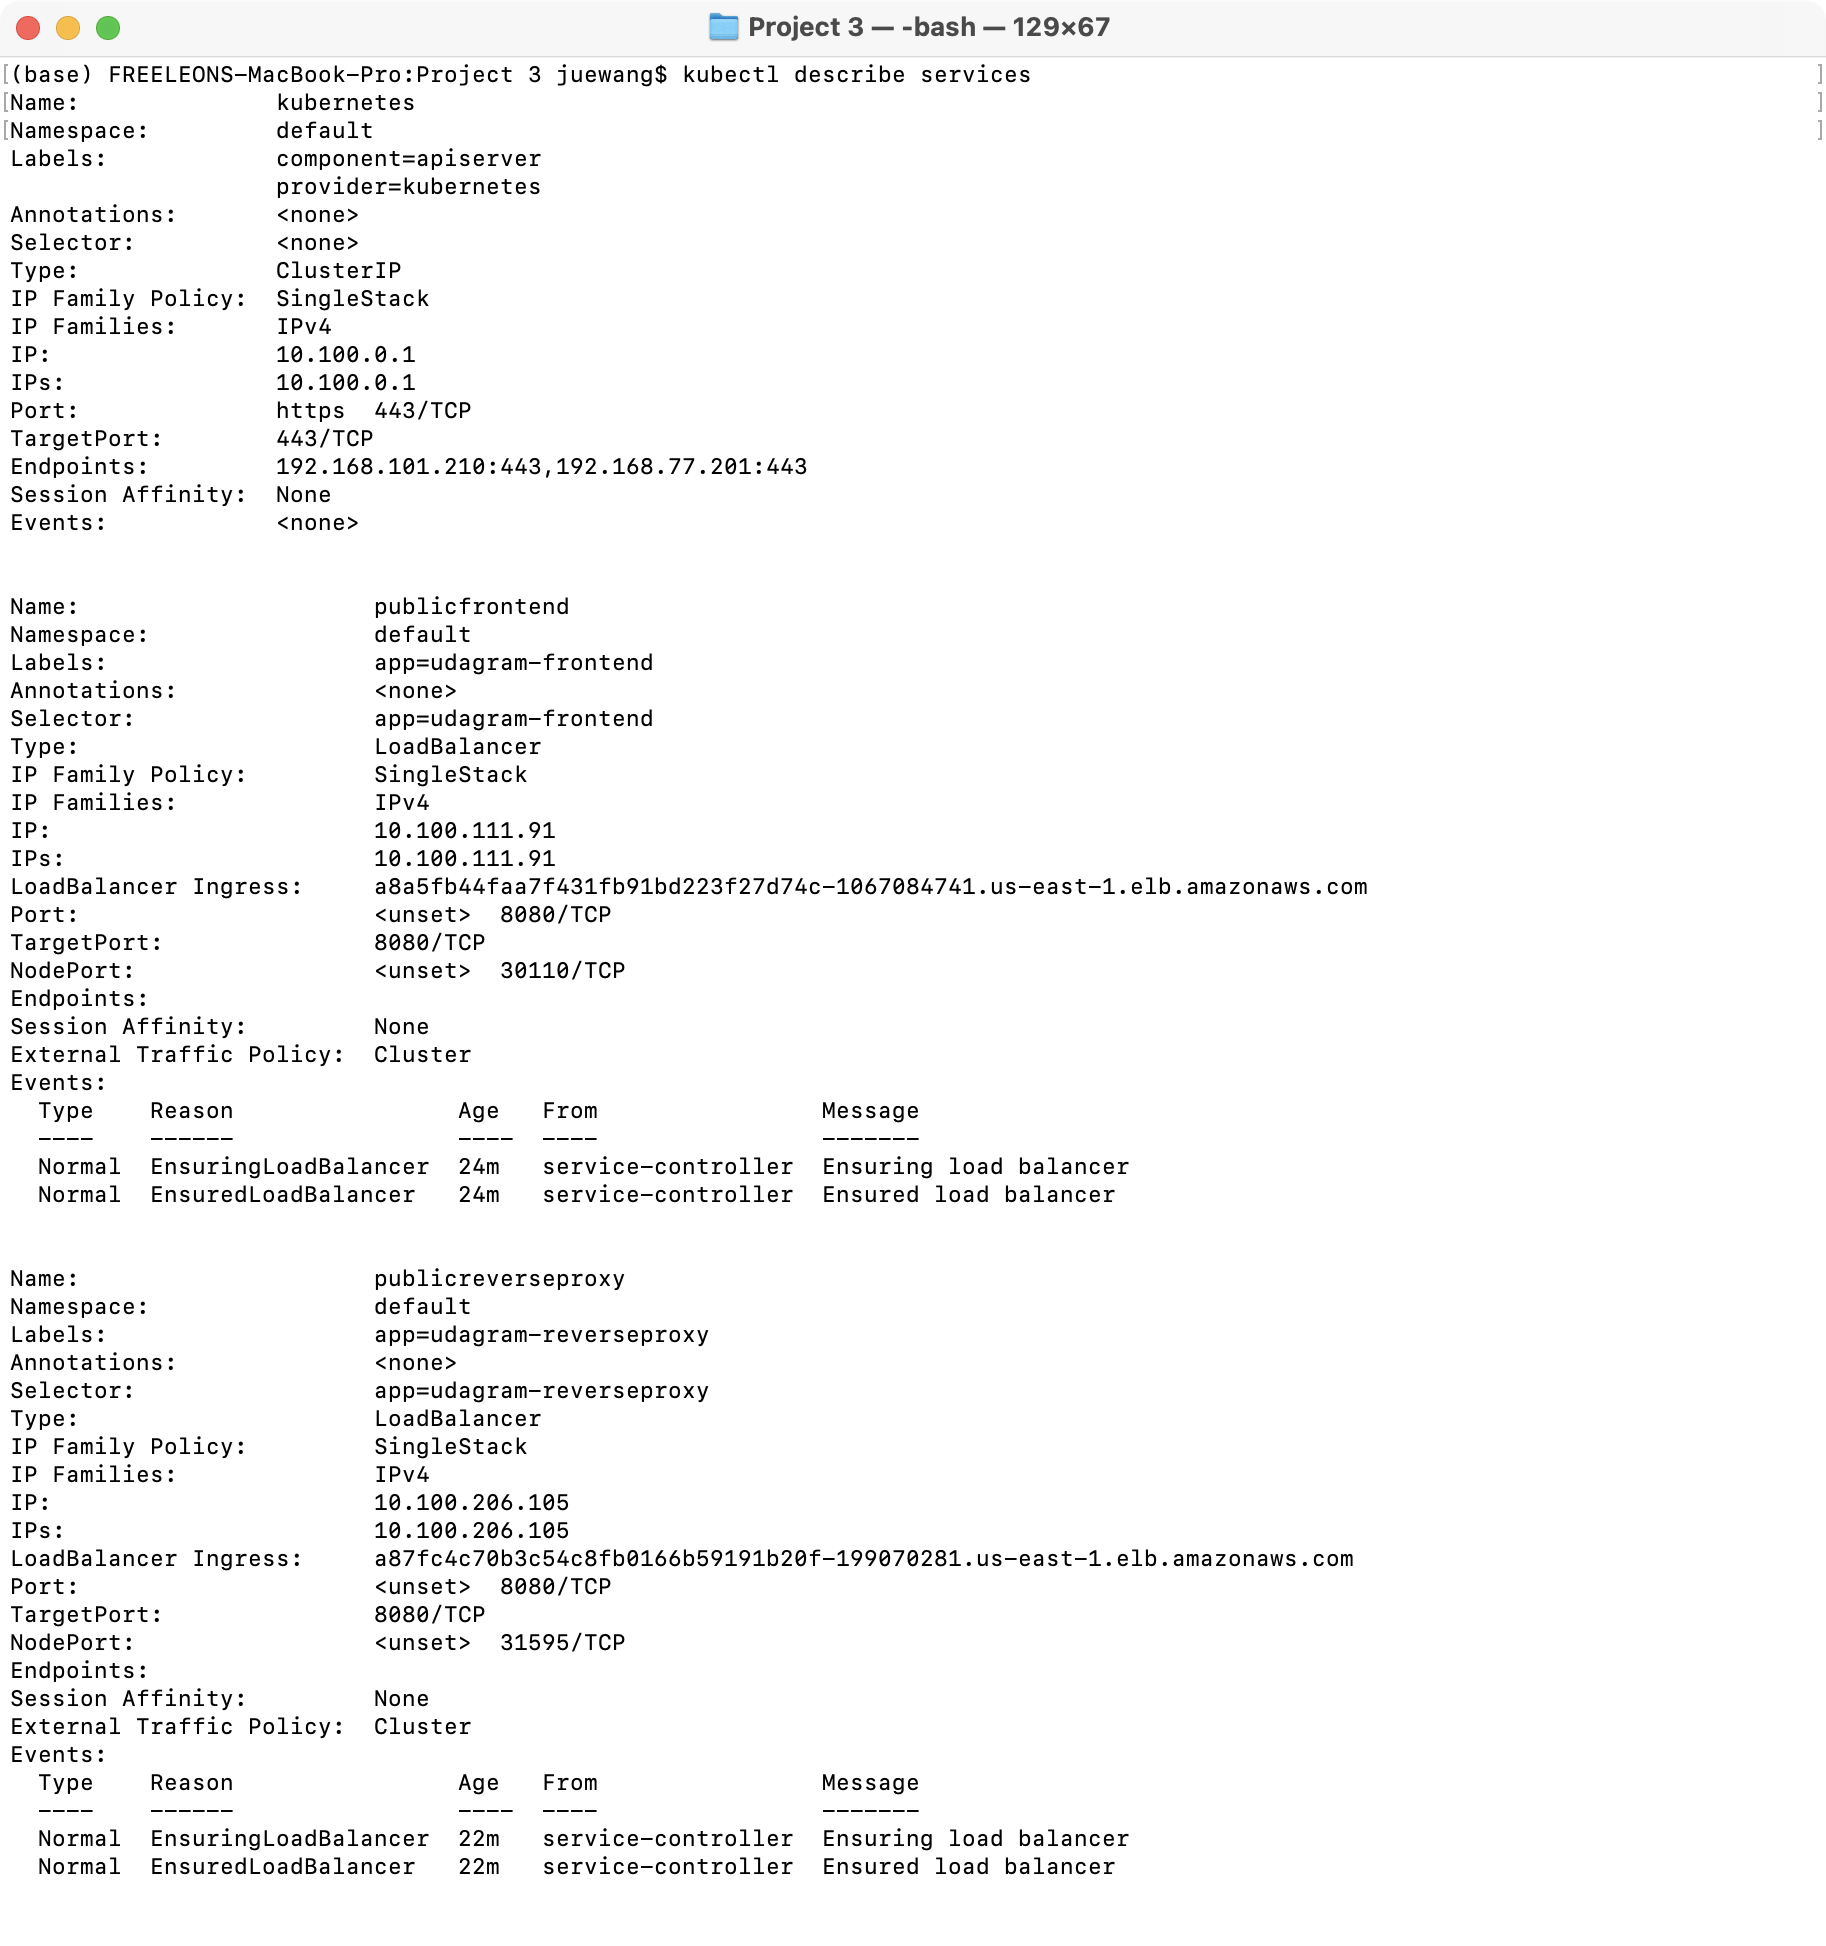 Project 3 — -bash — 129×67
(base) FREELEONS-MacBook-Pro:Project 3 juewang$ kubectl describe services
Name:              kubernetes
Namespace:         default
Labels:            component=apiserver
                   provider=kubernetes
Annotations:       <none>
Selector:          <none>
Type:              ClusterIP
IP Family Policy:  SingleStack
IP Families:       IPv4
IP:                10.100.0.1
IPs:               10.100.0.1
Port:              https  443/TCP
TargetPort:        443/TCP
Endpoints:         192.168.101.210:443,192.168.77.201:443
Session Affinity:  None
Events:            <none>
Name:                     publicfrontend
Namespace:                default
Labels:                   app=udagram-frontend
Annotations:              <none>
Selector:                 app=udagram-frontend
Type:                     LoadBalancer
IP Family Policy:         SingleStack
IP Families:              IPv4
IP:                       10.100.111.91
IPs:                      10.100.111.91
LoadBalancer Ingress:     a8a5fb44faa7f431fb91bd223f27d74c-1067084741.us-east-1.elb.amazonaws.com
Port:                     <unset>  8080/TCP
TargetPort:               8080/TCP
NodePort:                 <unset>  30110/TCP
Endpoints:
Session Affinity:         None
External Traffic Policy:  Cluster
Events:
  Type    Reason                Age   From                Message
  ----    ------                ----  ----                -------
  Normal  EnsuringLoadBalancer  24m   service-controller  Ensuring load balancer
  Normal  EnsuredLoadBalancer   24m   service-controller  Ensured load balancer
Name:                     publicreverseproxy
Namespace:                default
Labels:                   app=udagram-reverseproxy
Annotations:              <none>
Selector:                 app=udagram-reverseproxy
Type:                     LoadBalancer
IP Family Policy:         SingleStack
IP Families:              IPv4
IP:                       10.100.206.105
IPs:                      10.100.206.105
LoadBalancer Ingress:     a87fc4c70b3c54c8fb0166b59191b20f-199070281.us-east-1.elb.amazonaws.com
Port:                     <unset>  8080/TCP
TargetPort:               8080/TCP
NodePort:                 <unset>  31595/TCP
Endpoints:
Session Affinity:         None
External Traffic Policy:  Cluster
Events:
  Type    Reason                Age   From                Message
  ----    ------                ----  ----                -------
  Normal  EnsuringLoadBalancer  22m   service-controller  Ensuring load balancer
  Normal  EnsuredLoadBalancer   22m   service-controller  Ensured load balancer